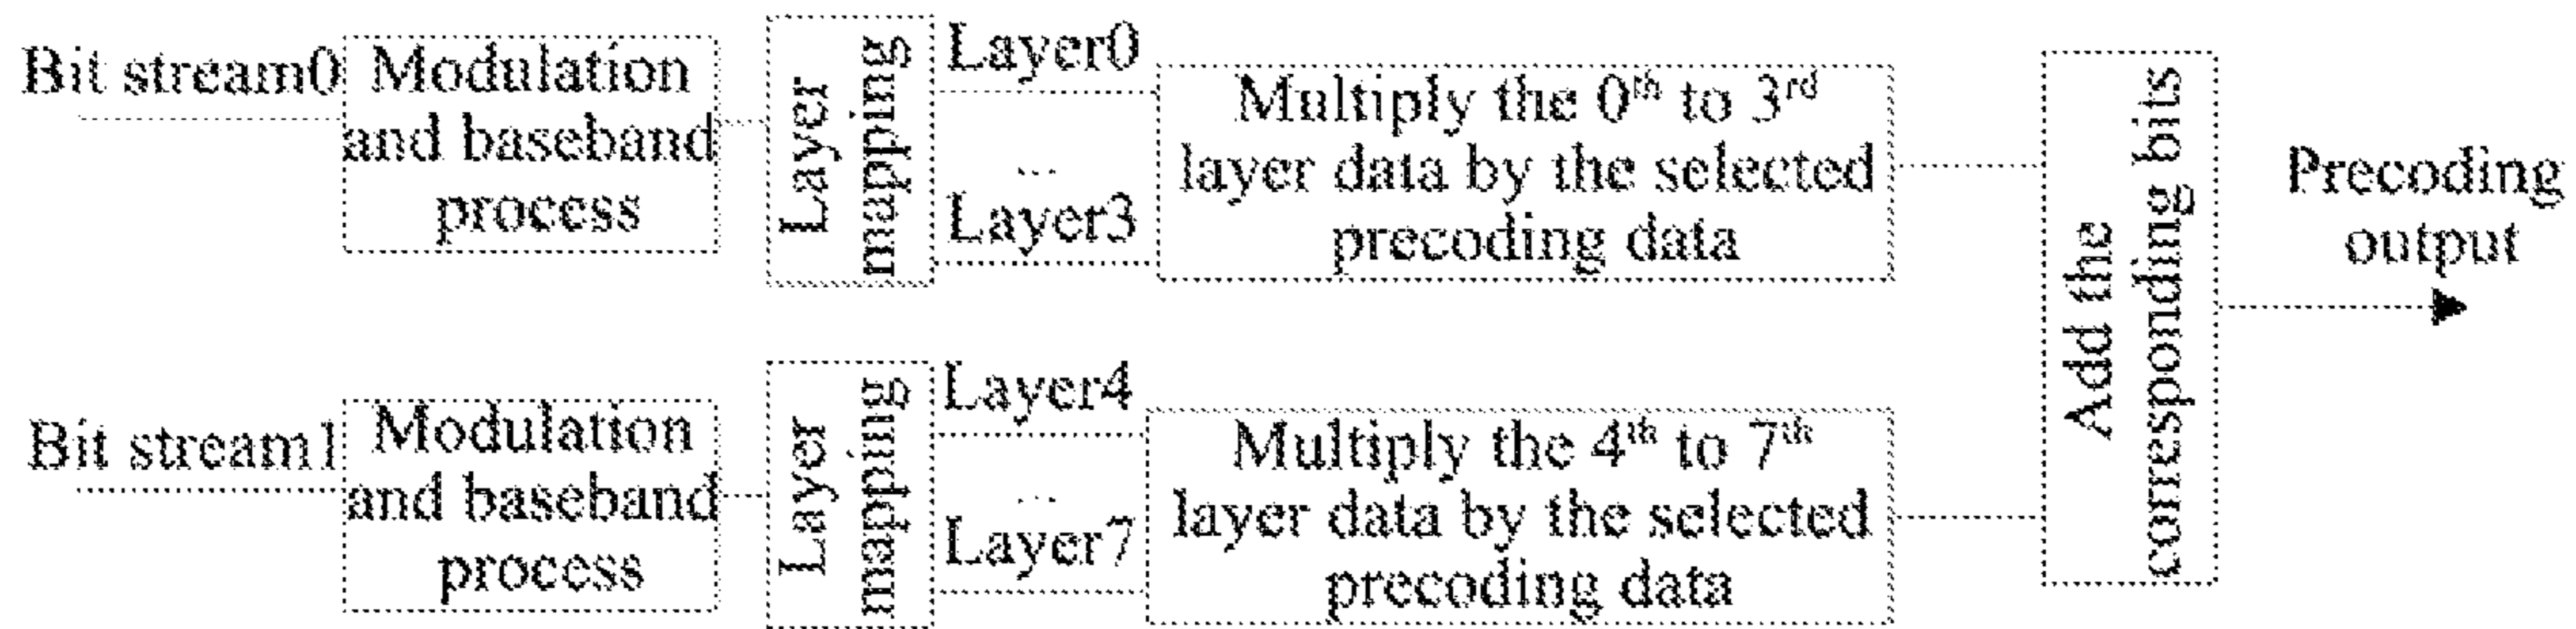 Bit stream0
Modulation
and baseband
process
Layer
mapping
Layer0
...
Layer3
Multiply the 0th to 3rd
layer data by the selected
precoding data
Bit stream1
Modulation
and baseband
process
Layer
mapping
Layer4
...
Layer7
Multiply the 4th to 7th
layer data by the selected
precoding data
Add the
corresponding bits
Precoding
output